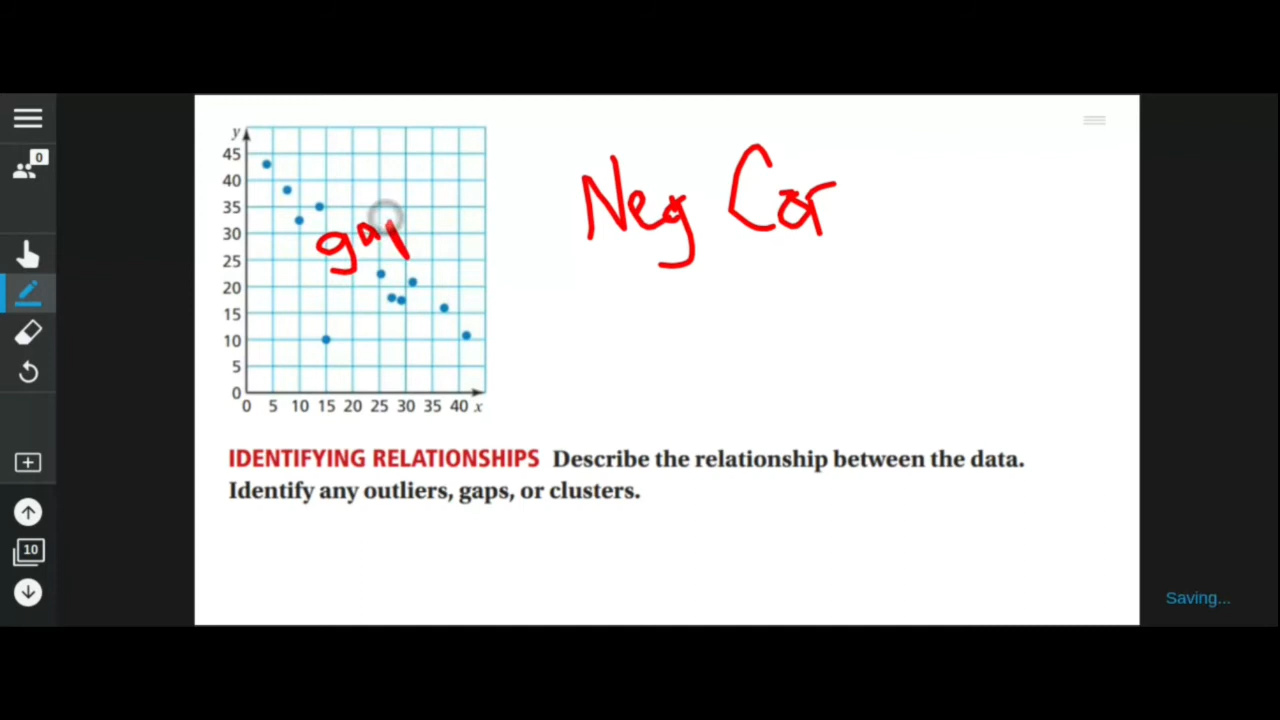 0
y
45
40
35
30
25
20
15
10
5
0
0 5 10 15 20 25 30 35 40 x
gap
Neg Cor
IDENTIFYING RELATIONSHIPS Describe the relationship between the data.
Identify any outliers, gaps, or clusters.
10
Saving...